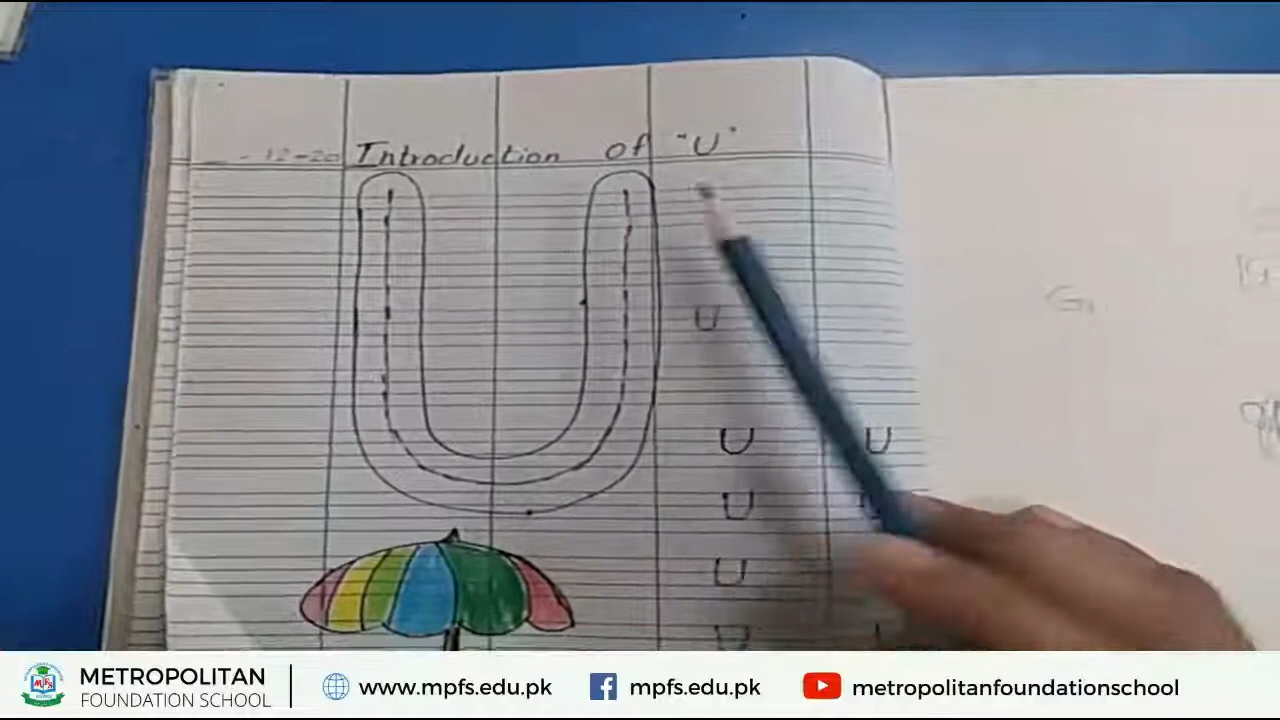 -12-20 Introduction of "U"
U
U
U U
U
U
METROPOLITAN
FOUNDATION SCHOOL
www.mpfs.edu.pk
mpfs.edu.pk
metropolitanfoundationschool